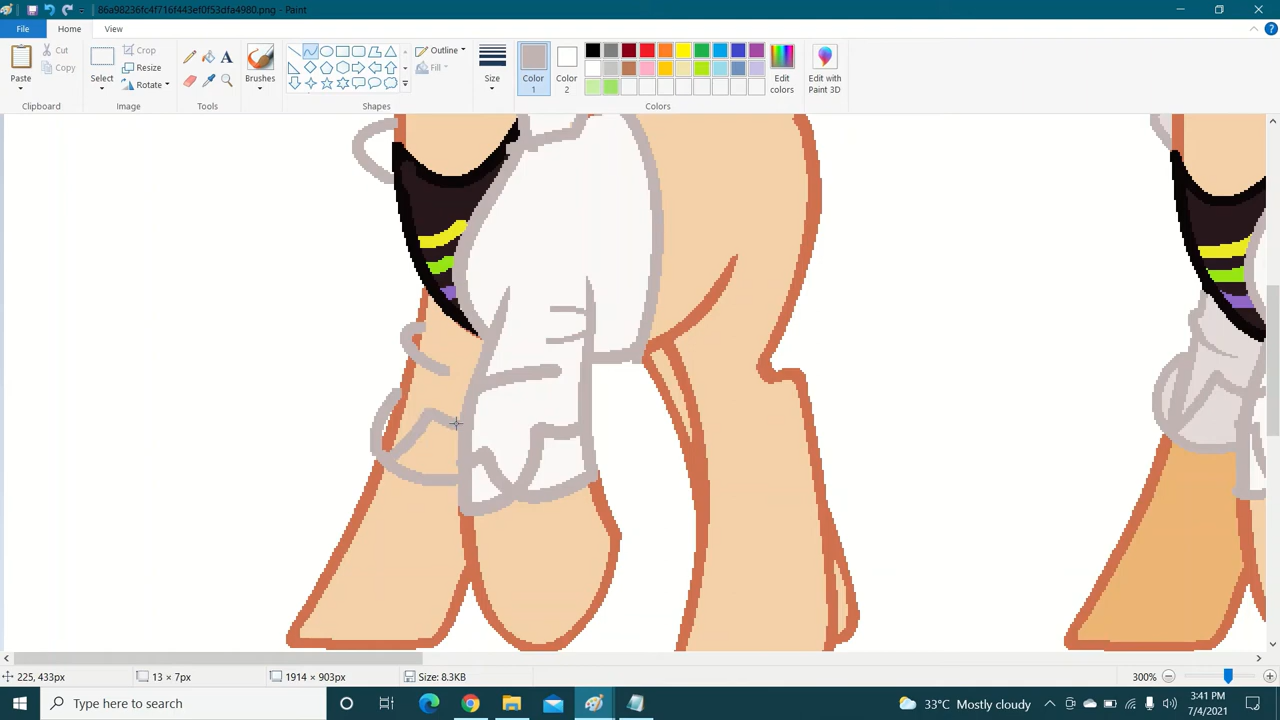 86a98236fc4f716f443ef0f53dfa4980.png - Paint
File
Home
View
Paste
Cut
Copy
Clipboard
Select
Crop
Resize
Rotate
Image
Tools
Brushes
Shapes
Outline
Fill
Size
Color 1
Color 2
Edit colors
Colors
Edit with Paint 3D
225, 433px
13 × 7px
1914 × 903px
Size: 8.3KB
300%
Type here to search
33°C Mostly cloudy
3:41 PM
7/4/2021